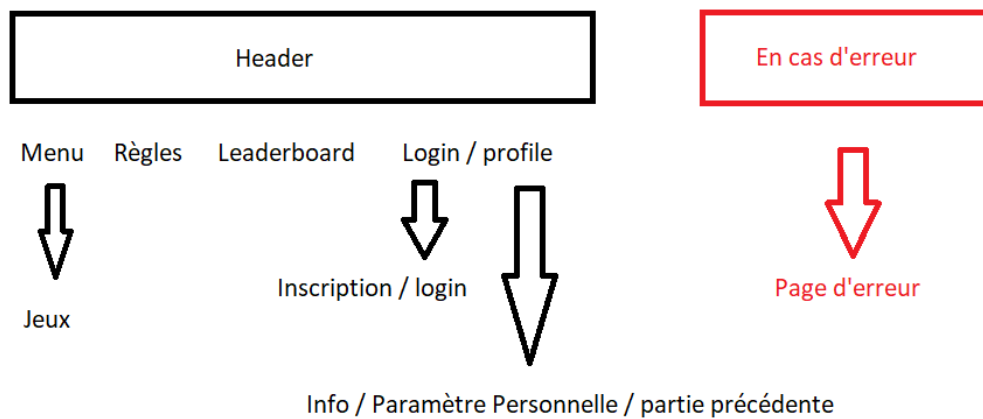 Header
En cas d'erreur
Menu Règles Leaderboard Login / profile
Inscription / login
Page d'erreur
Jeux
Info / Paramètre Personnelle / partie précédente